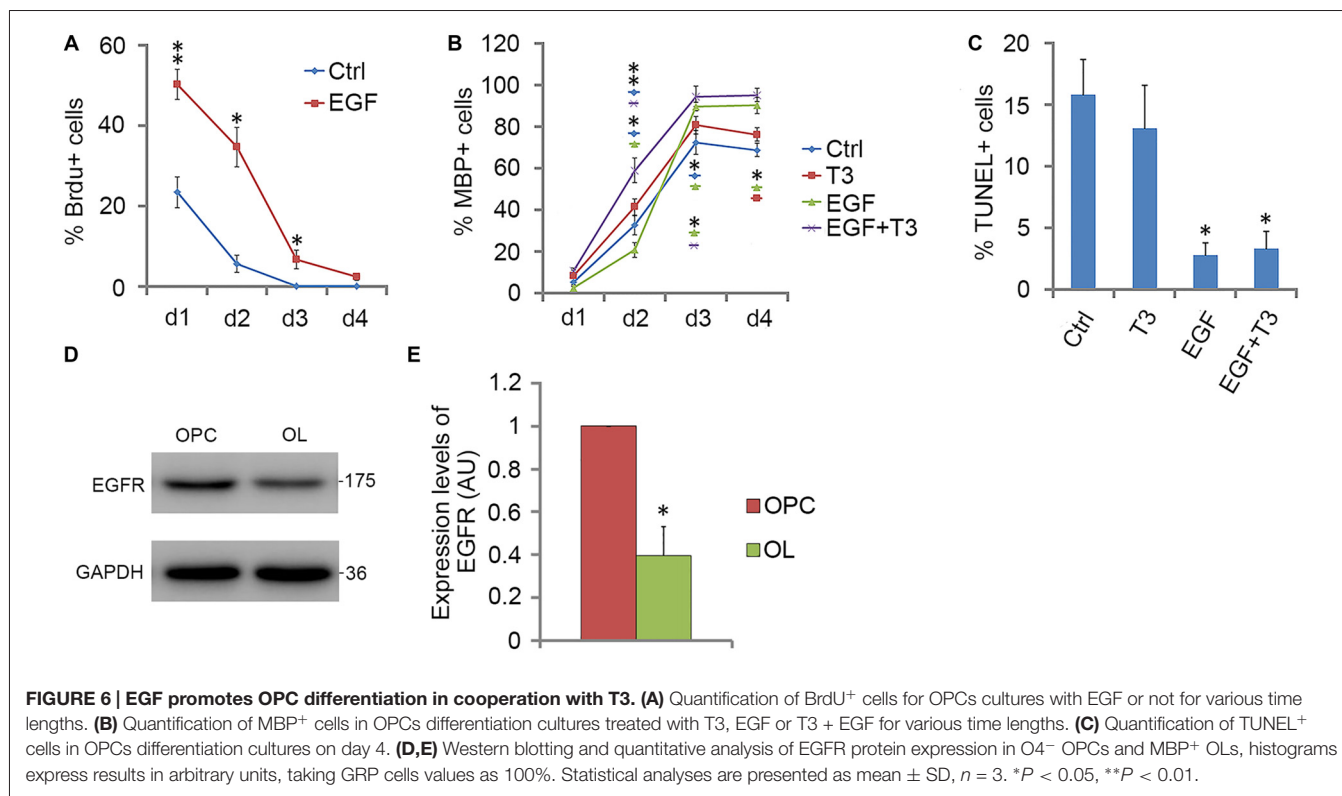 A
% Brdu+ cells
60
40
20
0
**
*
*
Ctrl
EGF
d1 d2 d3 d4
B
% MBP+ cells
120
100
80
60
40
20
0
**
*
*
*
*
Ctrl
T3
EGF
EGF+T3
d1 d2 d3 d4
C
% TUNEL+ cells
20
15
10
5
0
*
*
Ctrl
T3
EGF
EGF+T3
D
OPC OL
EGFR
-175
GAPDH
-36
E
Expression levels of
EGFR (AU)
1.2
1
0.8
0.6
0.4
0.2
0
*
OPC
OL
FIGURE 6 | EGF promotes OPC differentiation in cooperation with T3. (A) Quantification of BrdU⁺ cells for OPCs cultures with EGF or not for various time
lengths. (B) Quantification of MBP⁺ cells in OPCs differentiation cultures treated with T3, EGF or T3 + EGF for various time lengths. (C) Quantification of TUNEL⁺
cells in OPCs differentiation cultures on day 4. (D,E) Western blotting and quantitative analysis of EGFR protein expression in O4⁻ OPCs and MBP⁺ OLs, histograms
express results in arbitrary units, taking GRP cells values as 100%. Statistical analyses are presented as mean ± SD, n = 3. *P < 0.05, **P < 0.01.